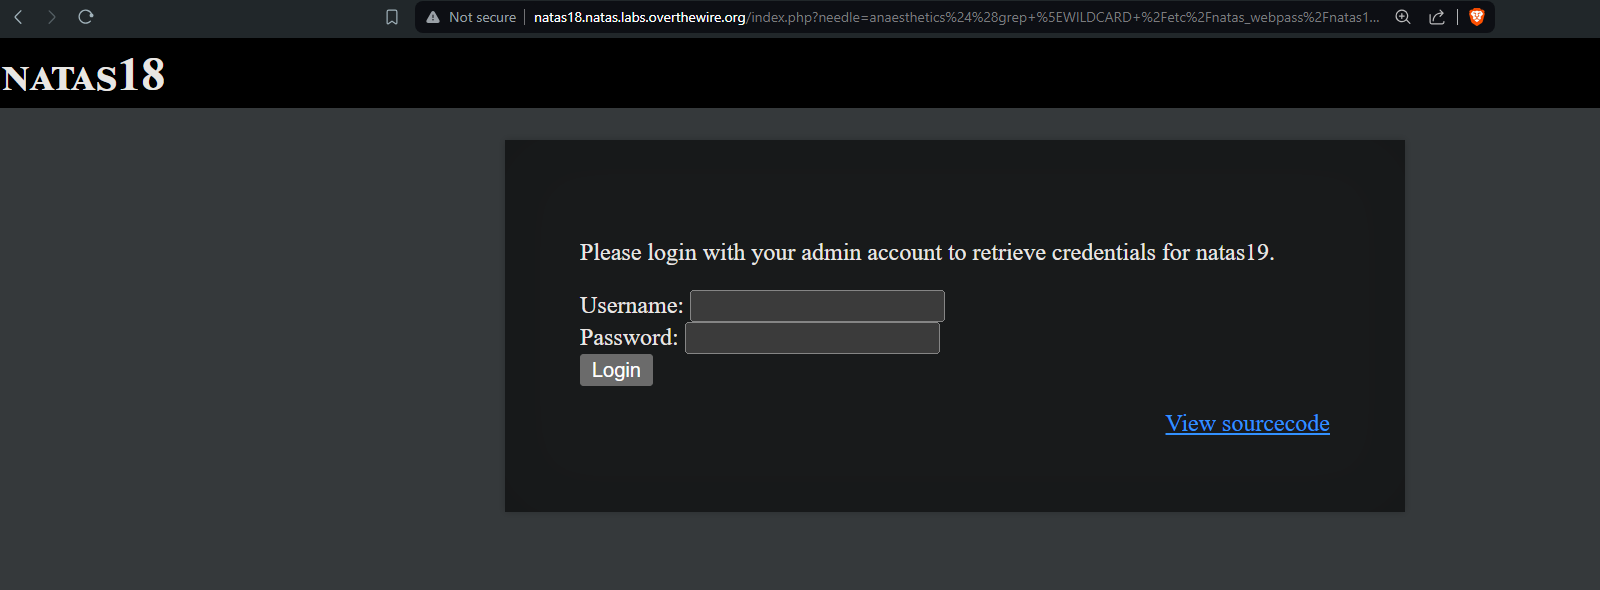 Not secure natas18.natas.labs.overthewire.org/index.php?needle=anaesthetics%24%28grep+%5EWILDCARD+%2Fetc%2Fnatas_webpass%2Fnatas1...
NATAS18
Please login with your admin account to retrieve credentials for natas19.
Username:
Password:
Login
View sourcecode